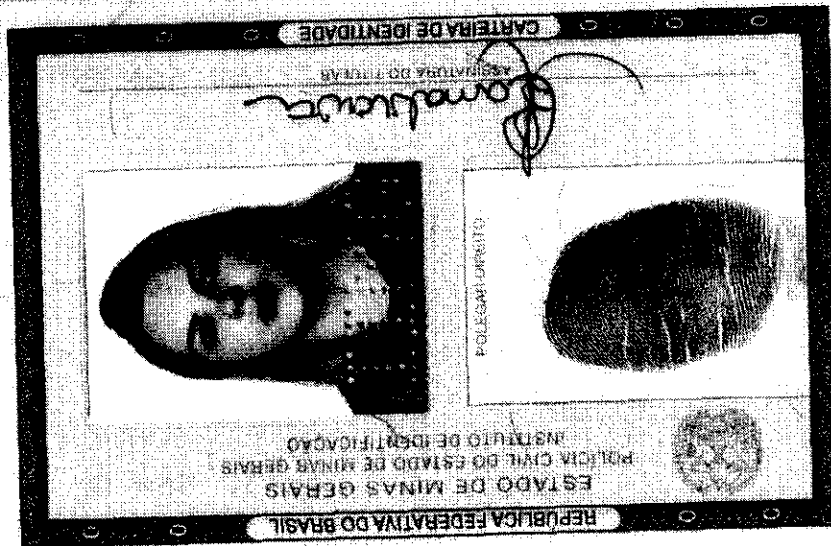 REPÚBLICA FEDERATIVA DO BRASIL
ESTADO DE MINAS GERAIS
POLÍCIA CIVIL DO ESTADO DE MINAS GERAIS
INSTITUTO DE IDENTIFICAÇÃO
POLEGAR DIREITO
ASSINATURA DO TITULAR
CARTEIRA DE IDENTIDADE